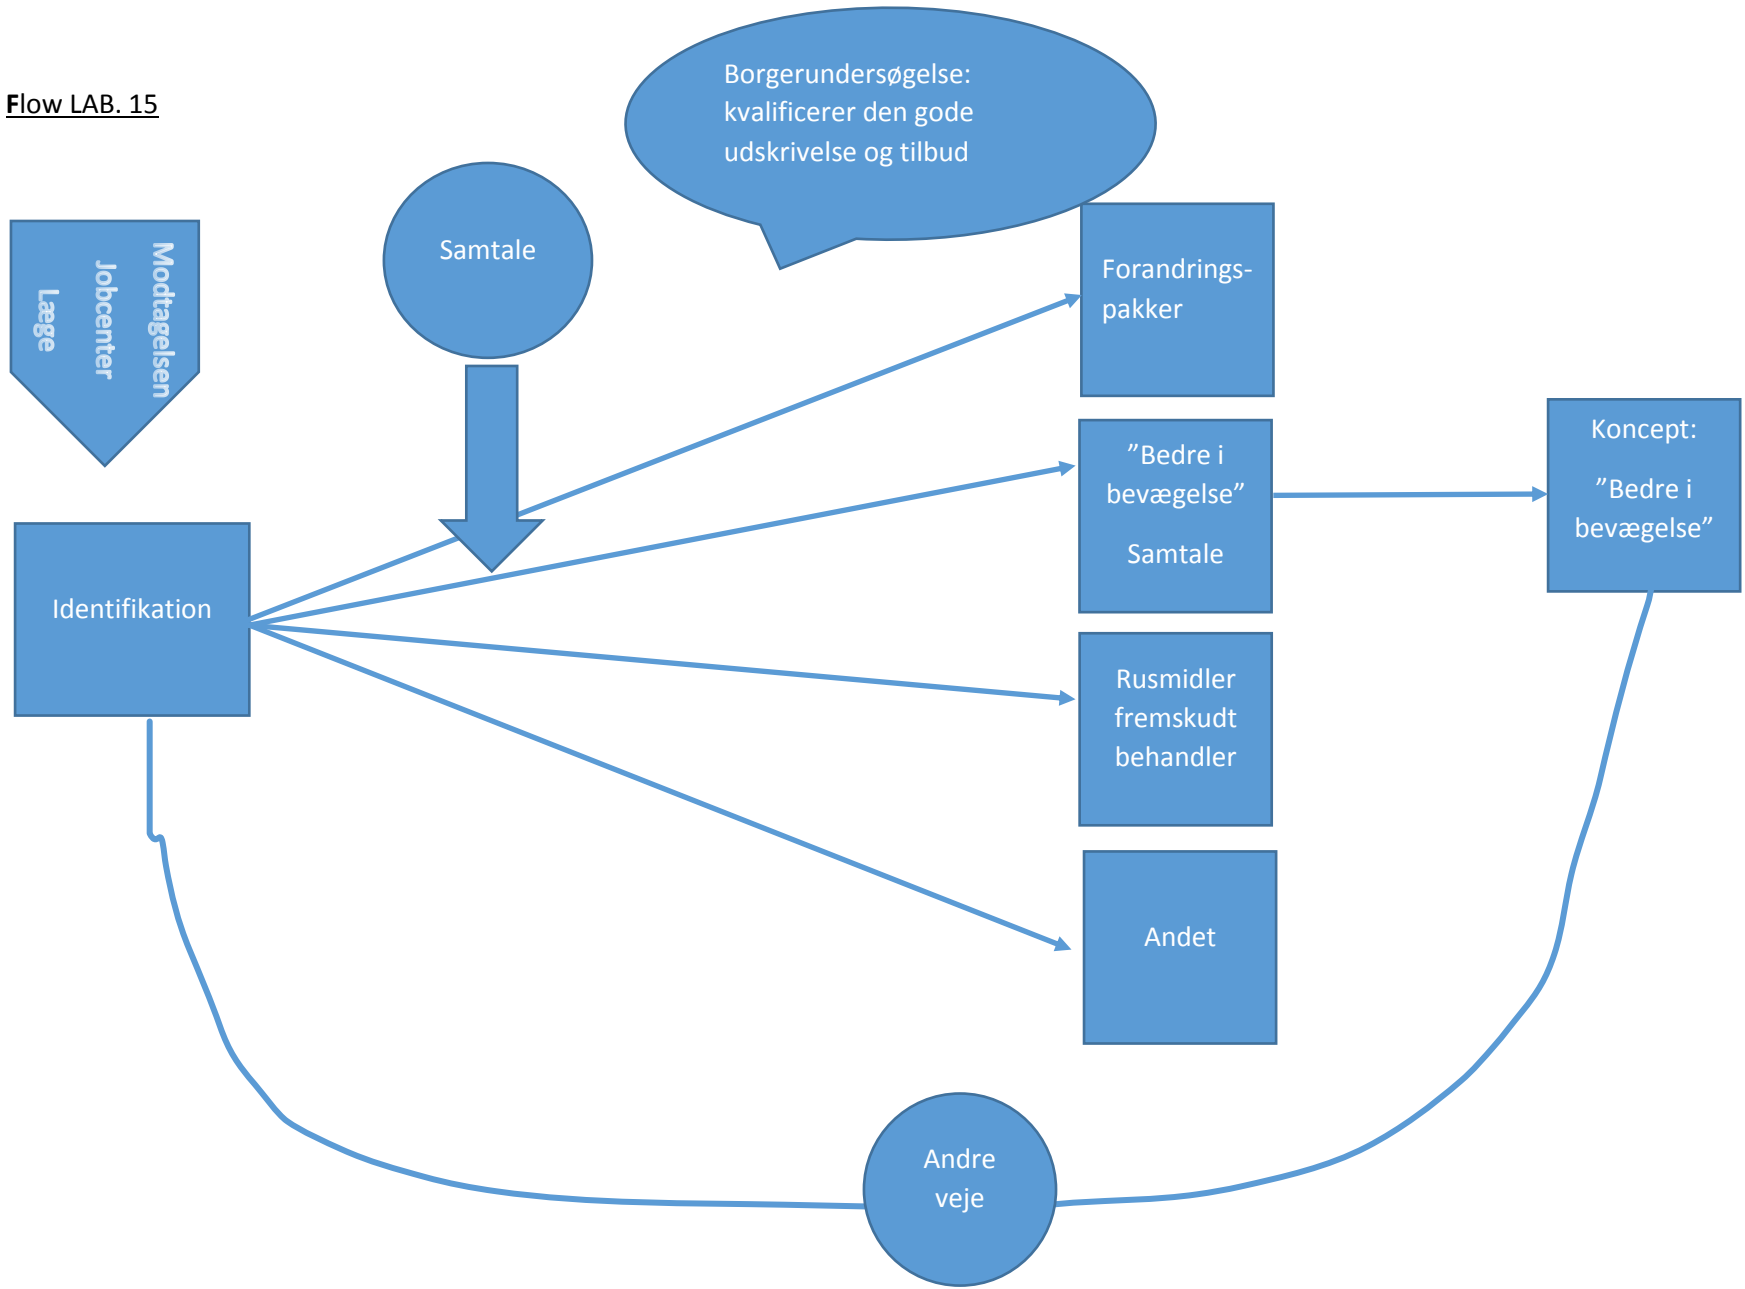 Flow LAB. 15
Borgerundersøgelse:
kvalificerer den gode
udskrivelse og tilbud
Samtale
Modtagelsen
Jobcenter
Læge
Forandrings-
pakker
”Bedre i
bevægelse”
Samtale
Koncept:
”Bedre i
bevægelse”
Identifikation
Rusmidler
fremskudt
behandler
Andet
Andre
veje